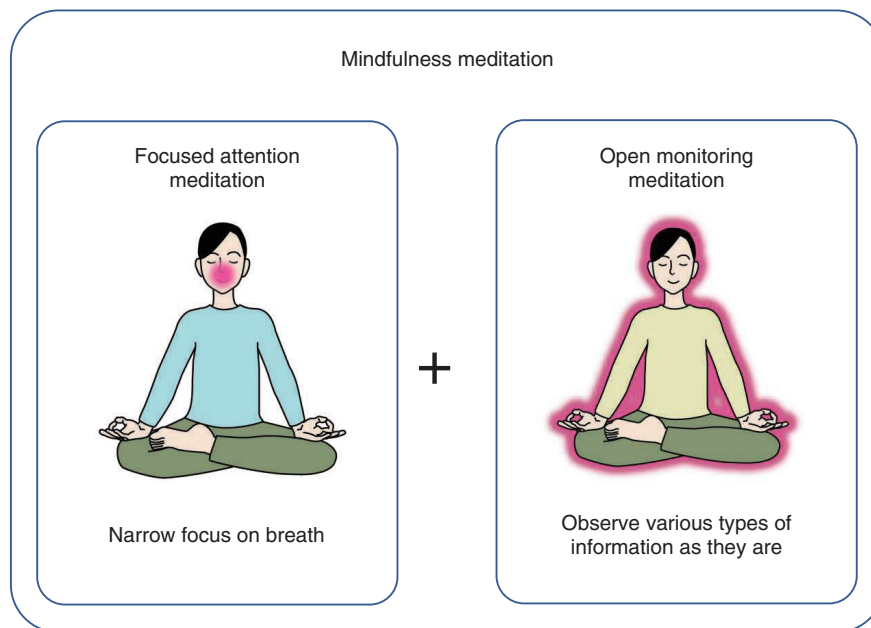 Mindfulness meditation
Focused attention
meditation
Narrow focus on breath
+
Open monitoring
meditation
Observe various types of
information as they are